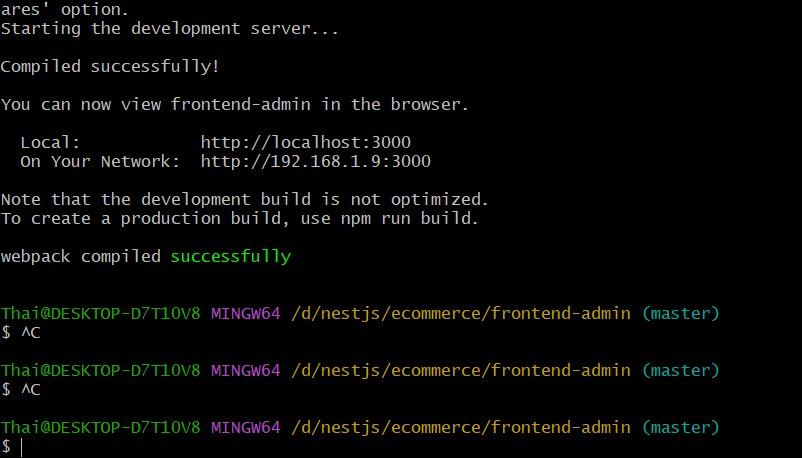 ares' option.
Starting the development server...
Compiled successfully!
You can now view frontend-admin in the browser.
Local: http://localhost:3000
On Your Network: http://192.168.1.9:3000
Note that the development build is not optimized.
To create a production build, use npm run build.
webpack compiled successfully
Thai@DESKTOP-D7T10V8 MINGW64 /d/nestjs/ecommerce/frontend-admin (master)
$ ^C
Thai@DESKTOP-D7T10V8 MINGW64 /d/nestjs/ecommerce/frontend-admin (master)
$ ^C
Thai@DESKTOP-D7T10V8 MINGW64 /d/nestjs/ecommerce/frontend-admin (master)
$